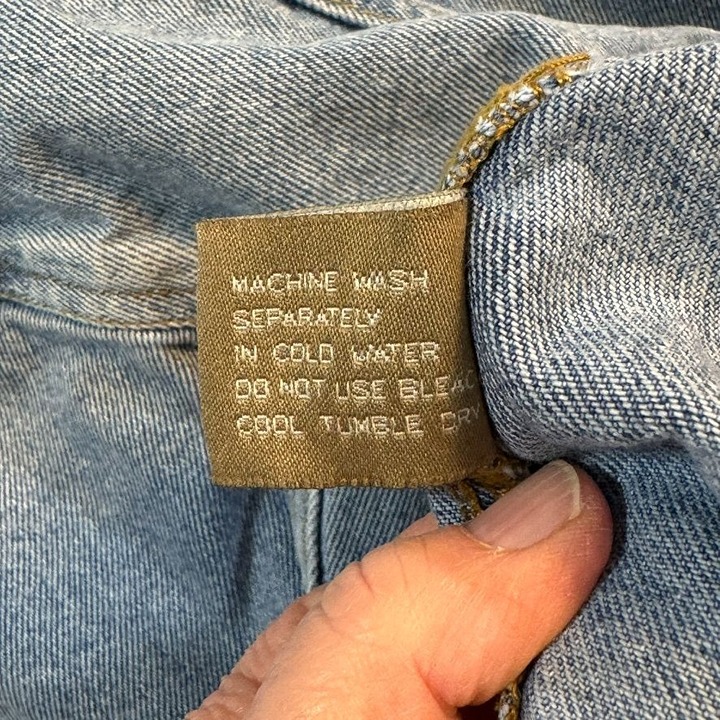 MACHINE WASH
SEPARATELY
IN COLD WATER
DO NOT USE BLEAC
COOL TUMBLE DRY